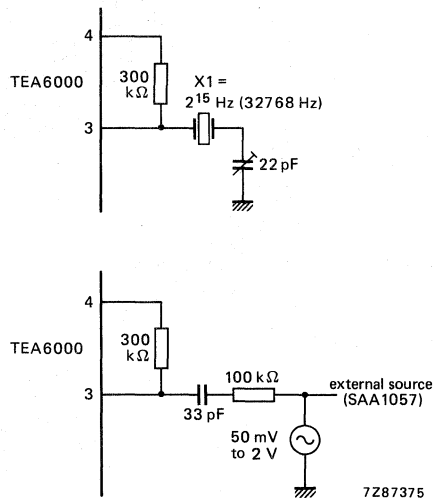 4
TEA6000
300
kΩ
X1 =
2¹⁵ Hz (32768 Hz)
3
22 pF
4
TEA6000
300
kΩ
3
100 kΩ
33 pF
external source
(SAA1057)
50 mV
to 2 V
7Z87375